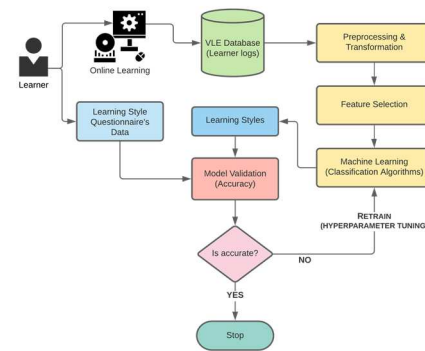 Learner
Online Learning
VLE Database
(Learner logs)
Preprocessing &
Transformation
Feature Selection
Machine Learning
(Classification Algorithms)
Learning Style
Questionnaire's
Data
Learning Styles
Model Validation
(Accuracy)
RETRAIN
(HYPERPARAMETER TUNING
Is accurate?
NO
YES
Stop